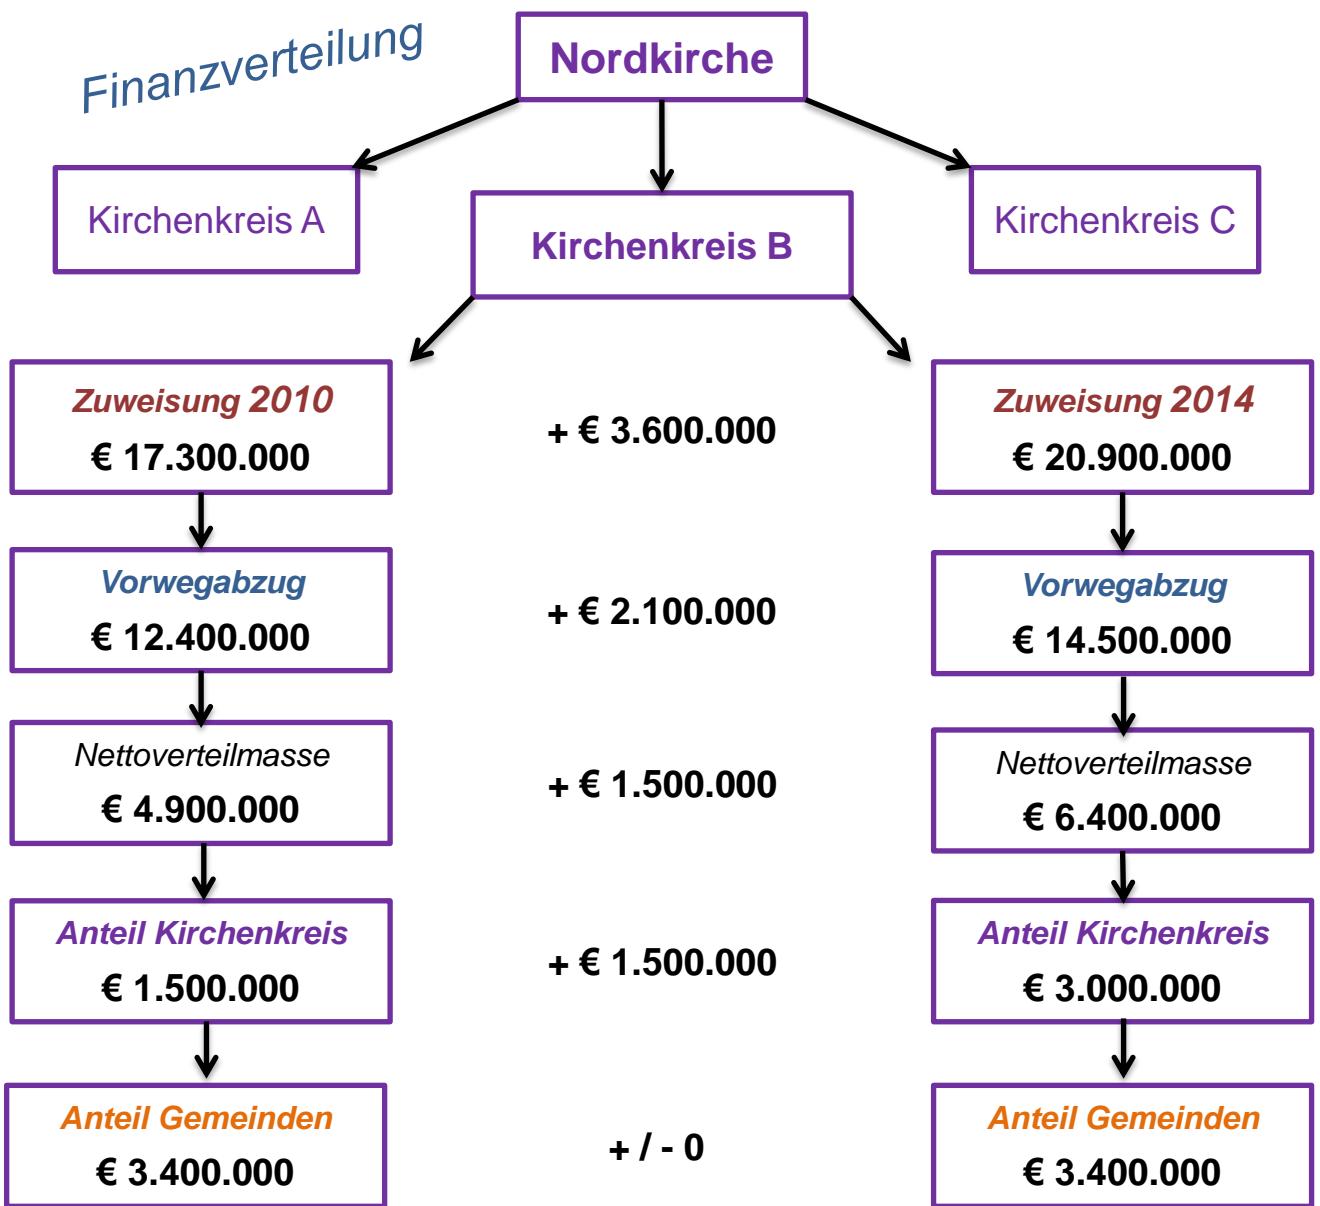 Finanzverteilung
Nordkirche
Kirchenkreis A
Kirchenkreis B
Kirchenkreis C
Zuweisung 2010
€ 17.300.000
+ € 3.600.000
Zuweisung 2014
€ 20.900.000
Vorwegabzug
€ 12.400.000
+ € 2.100.000
Vorwegabzug
€ 14.500.000
Nettoverteilmasse
€ 4.900.000
+ € 1.500.000
Nettoverteilmasse
€ 6.400.000
Anteil Kirchenkreis
€ 1.500.000
+ € 1.500.000
Anteil Kirchenkreis
€ 3.000.000
Anteil Gemeinden
€ 3.400.000
+ / - 0
Anteil Gemeinden
€ 3.400.000